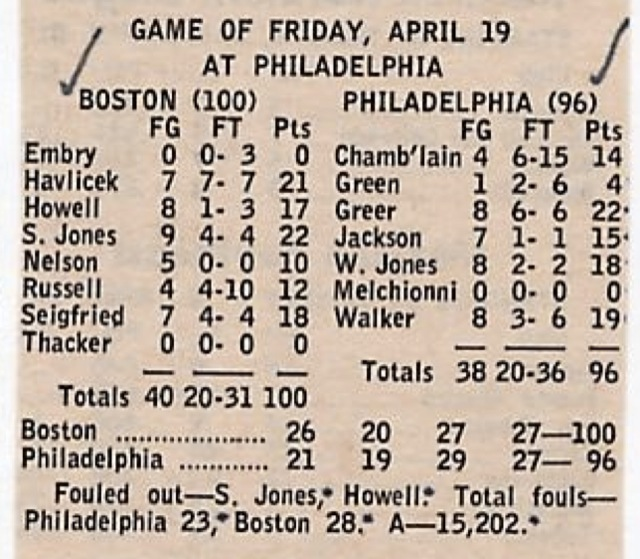 GAME OF FRIDAY, APRIL 19
AT PHILADELPHIA
BOSTON (100) PHILADELPHIA (96)
FG FT Pts FG FT Pts
Embry 0 0- 3 0 Chamb'lain 4 6-15 14
Havlicek 7 7- 7 21 Green 1 2- 6 4
Howell 8 1- 3 17 Greer 8 6- 6 22
S. Jones 9 4- 4 22 Jackson 7 1- 1 15
Nelson 5 0- 0 10 W. Jones 8 2- 2 18
Russell 4 4-10 12 Melchionni 0 0- 0 0
Seigfried 7 4- 4 18 Walker 8 3- 6 19
Thacker 0 0- 0 0
Totals 38 20-36 96
Totals 40 20-31 100
Boston ...................... 26 20 27 27—100
Philadelphia ............ 21 19 29 27— 96
Fouled out—S. Jones,* Howell.* Total fouls—
Philadelphia 23,* Boston 28.* A—15,202.*